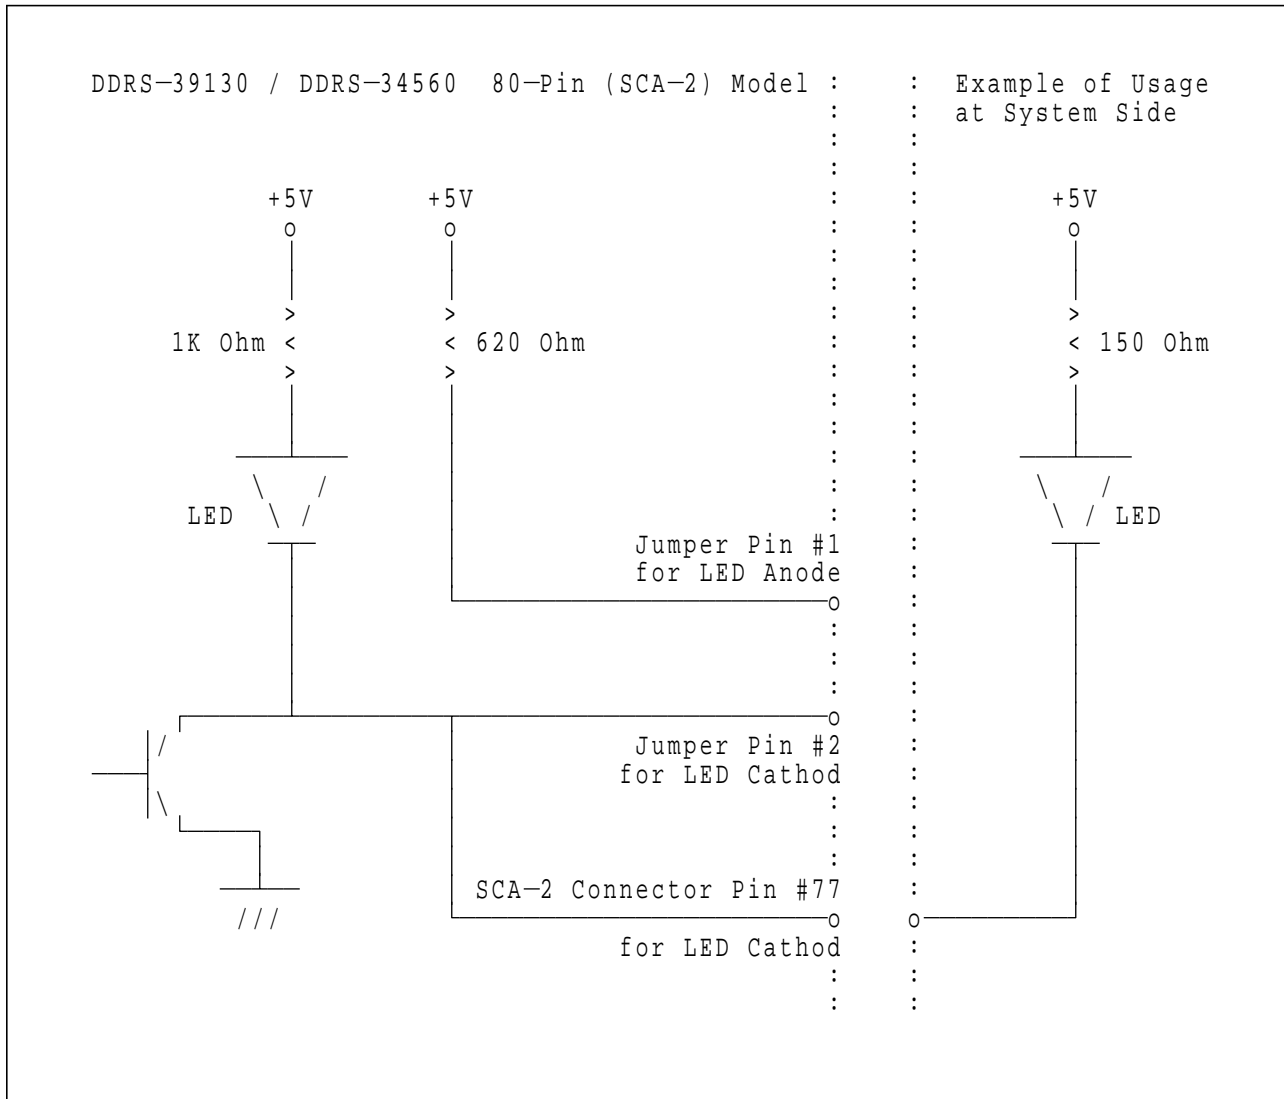 DDRS—39130 / DDRS—34560 80—Pin (SCA—2) Model
Example of Usage
at System Side
+5V
+5V
+5V
1K Ohm
620 Ohm
150 Ohm
LED
LED
Jumper Pin #1
for LED Anode
Jumper Pin #2
for LED Cathod
SCA—2 Connector Pin #77
for LED Cathod